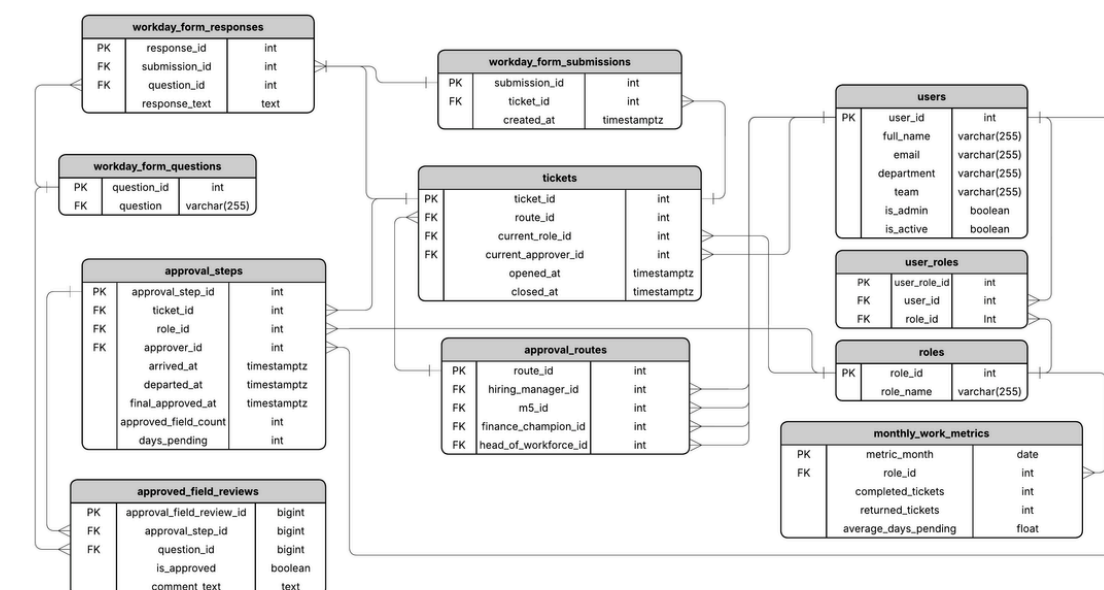 workday_form_responses
PK response_id int
FK submission_id int
FK question_id int
response_text text
workday_form_submissions
PK submission_id int
FK ticket_id int
created_at timestamptz
users
PK user_id int
full_name varchar(255)
email varchar(255)
department varchar(255)
team varchar(255)
is_admin boolean
is_active boolean
workday_form_questions
PK question_id int
FK question varchar(255)
tickets
PK ticket_id int
FK route_id int
FK current_role_id int
FK current_approver_id int
opened_at timestamptz
closed_at timestamptz
user_roles
PK user_role_id int
FK user_id int
FK role_id Int
approval_steps
PK approval_step_id int
FK ticket_id int
FK role_id int
FK approver_id int
arrived_at timestamptz
departed_at timestamptz
final_approved_at timestamptz
approved_field_count int
days_pending int
approval_routes
PK route_id int
FK hiring_manager_id int
FK m5_id int
FK finance_champion_id int
FK head_of_workforce_id int
roles
PK role_id int
role_name varchar(255)
monthly_work_metrics
PK metric_month date
FK role_id int
completed_tickets int
returned_tickets int
average_days_pending float
approved_field_reviews
PK approval_field_review_id bigint
FK approval_step_id bigint
FK question_id bigint
is_approved boolean
comment_text text